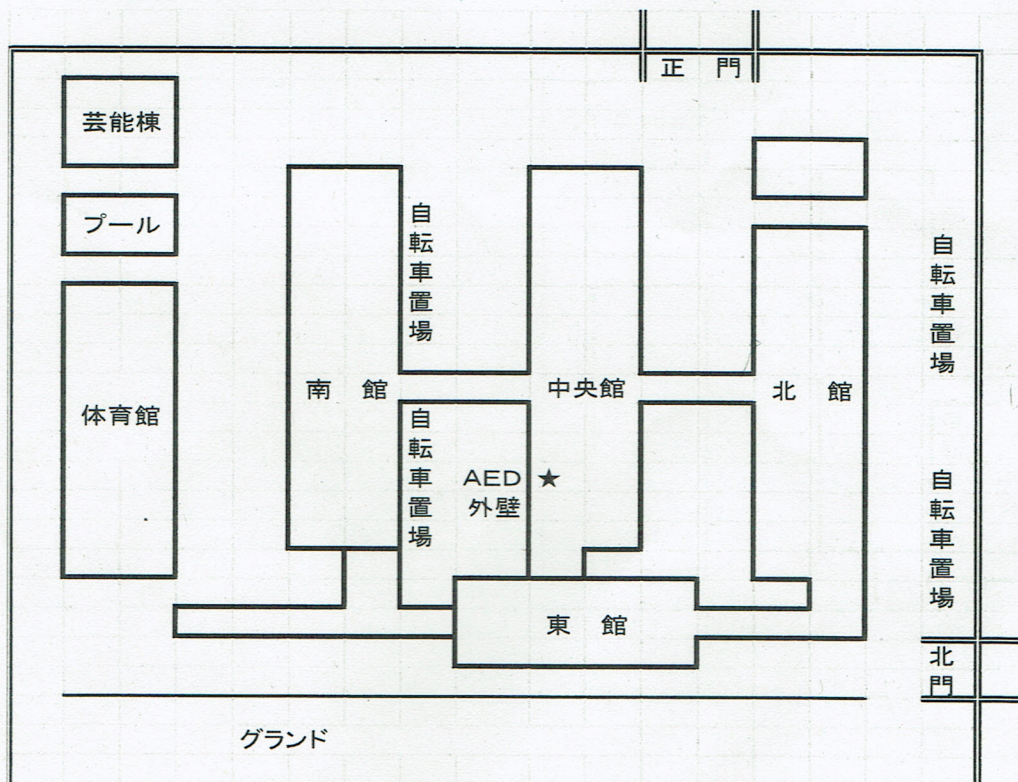 正 門
芸能棟
プール
体育館
自転車置場
自転車置場
南 館
中央館
北 館
自転車置場
AED ★
外壁
自転車置場
東 館
北門
グランド